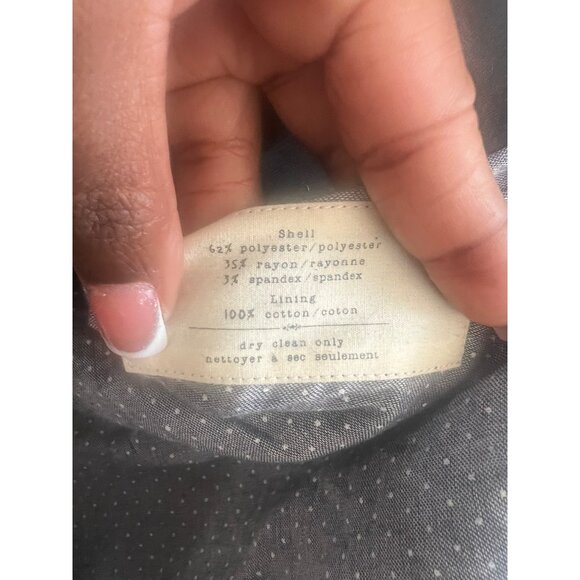 Shell
62% polyester/polyester
35% rayon/rayonne
3% spandex/spandex
Lining
100% cotton/coton
dry clean only
nettoyer à sec seulement